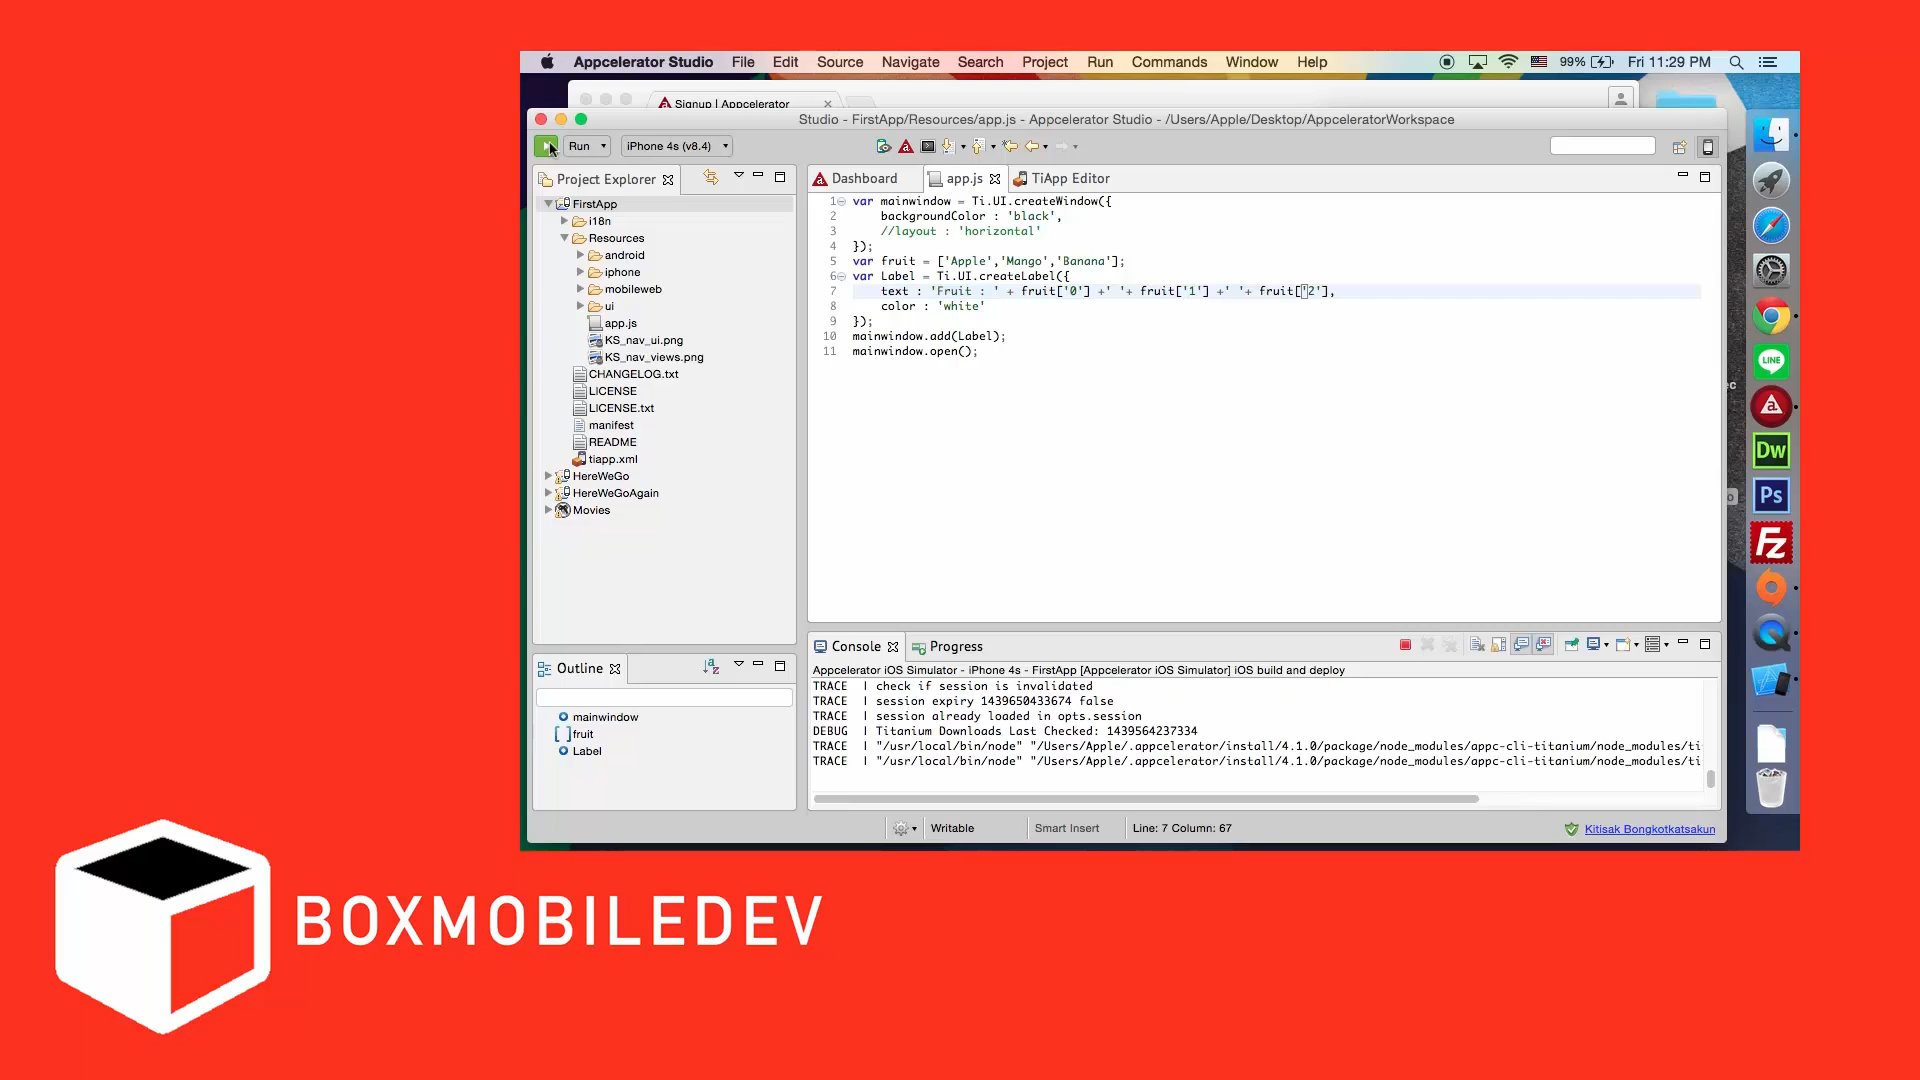 Appcelerator Studio File Edit Source Navigate Search Project Run Commands Window Help 99% Fri 11:29 PM
Signup | Appcelerator
Studio - FirstApp/Resources/app.js - Appcelerator Studio - /Users/Apple/Desktop/AppceleratorWorkspace
Run iPhone 4s (v8.4)
Project Explorer
FirstApp
i18n
Resources
android
iphone
mobileweb
ui
app.js
KS_nav_ui.png
KS_nav_views.png
CHANGELOG.txt
LICENSE
LICENSE.txt
manifest
README
tiapp.xml
HereWeGo
HereWeGoAgain
Movies
Dashboard app.js TiApp Editor
1 var mainwindow = Ti.UI.createWindow({
2 backgroundColor : 'black',
3 //layout : 'horizontal'
4 });
5 var fruit = ['Apple','Mango','Banana'];
6 var Label = Ti.UI.createLabel({
7 text : 'Fruit : ' + fruit['0'] +' '+ fruit['1'] +' '+ fruit['2'],
8 color : 'white'
9 });
10 mainwindow.add(Label);
11 mainwindow.open();
Outline
mainwindow
fruit
Label
Console Progress
Appcelerator iOS Simulator - iPhone 4s - FirstApp [Appcelerator iOS Simulator] iOS build and deploy
TRACE | check if session is invalidated
TRACE | session expiry 1439650433674 false
TRACE | session already loaded in opts.session
DEBUG | Titanium Downloads Last Checked: 1439564237334
TRACE | "/usr/local/bin/node" "/Users/Apple/.appcelerator/install/4.1.0/package/node_modules/appc-cli-titanium/node_modules/ti
TRACE | "/usr/local/bin/node" "/Users/Apple/.appcelerator/install/4.1.0/package/node_modules/appc-cli-titanium/node_modules/ti
Writable Smart Insert Line: 7 Column: 67 Kitisak Bongkotkatsakun
LINE
Dw
Ps
Fz
BOXMOBILEDEV